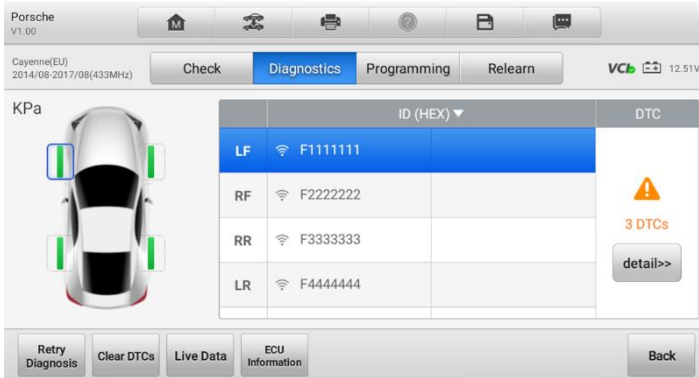 Porsche
V1.00
M
?
Cayenne(EU)
2014/08-2017/08(433MHz)
Check
Diagnostics
Programming
Relearn
VCI
12.51V
KPa
ID (HEX) ▼
DTC
LF F1111111
RF F2222222
RR F3333333
LR F4444444
3 DTCs
detail>>
Retry
Diagnosis
Clear DTCs
Live Data
ECU
Information
Back